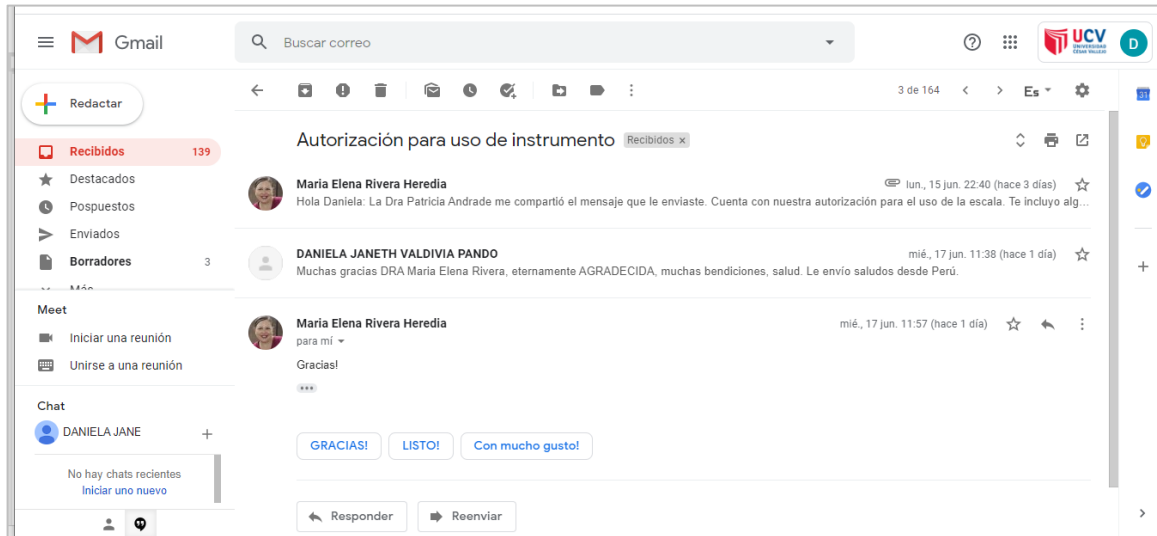 Gmail
Buscar correo
UCV
UNIVERSIDAD
CÉSAR VALLEJO
D
Redactar
3 de 164
Es
31
Recibidos 139
Destacados
Pospuestos
Enviados
Borradores 3
Más
Meet
Iniciar una reunión
Unirse a una reunión
Chat
DANIELA JANE
No hay chats recientes
Iniciar uno nuevo
Autorización para uso de instrumento Recibidos x
Maria Elena Rivera Heredia lun., 15 jun. 22:40 (hace 3 días)
Hola Daniela: La Dra Patricia Andrade me compartió el mensaje que le enviaste. Cuenta con nuestra autorización para el uso de la escala. Te incluyo alg...
DANIELA JANETH VALDIVIA PANDO mié., 17 jun. 11:38 (hace 1 día)
Muchas gracias DRA Maria Elena Rivera, eternamente AGRADECIDA, muchas bendiciones, salud. Le envío saludos desde Perú.
Maria Elena Rivera Heredia mié., 17 jun. 11:57 (hace 1 día)
para mí
Gracias!
GRACIAS! LISTO! Con mucho gusto!
Responder Reenviar